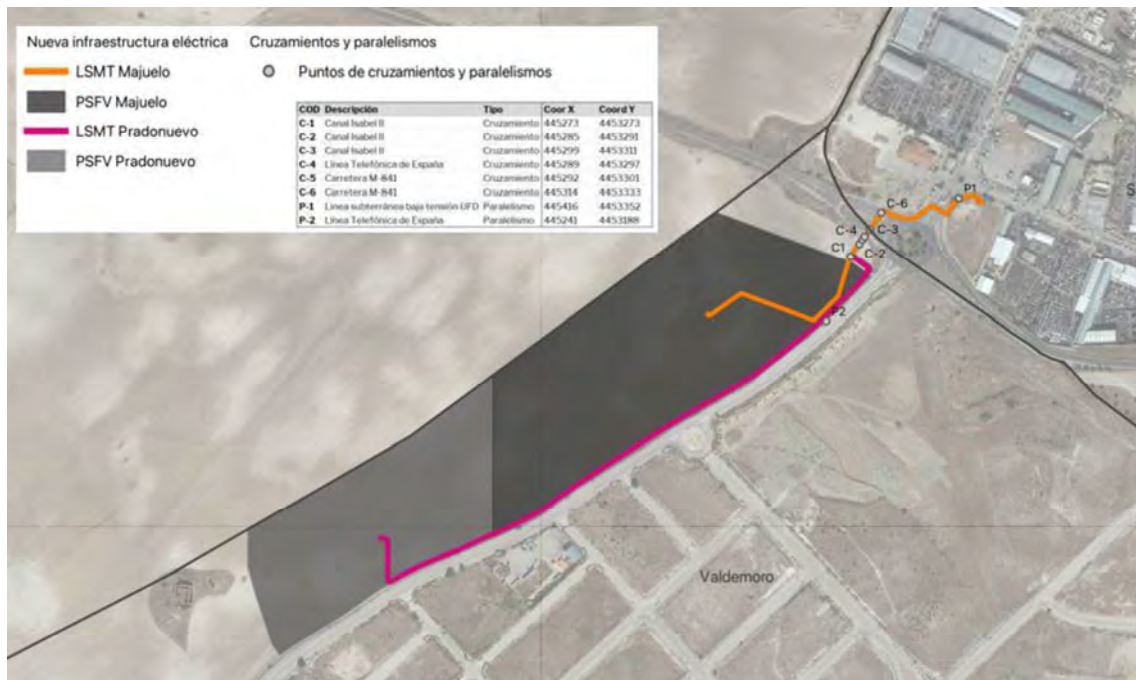 Nueva infraestructura eléctrica
Cruzamientos y paralelismos
LSMT Majuelo
PSFV Majuelo
LSMT Pradonuevo
PSFV Pradonuevo
Puntos de cruzamientos y paralelismos
COD Descripción Tipo Coor X Coord Y
C-1 Canal Isabel II Cruzamiento 445273 4453273
C-2 Canal Isabel II Cruzamiento 445285 4453291
C-3 Canal Isabel II Cruzamiento 445299 4453311
C-4 Línea Telefónica de España Cruzamiento 445289 4453297
C-5 Carretera M-841 Cruzamiento 445292 4453301
C-6 Carretera M-841 Cruzamiento 445314 4453333
P-1 Línea subterránea baja tensión UFD Paralelismo 445416 4453352
P-2 Línea Telefónica de España Paralelismo 445241 4453188
P1
S
C-6
C-3
C-4
C1
C-2
P2
Valdemoro